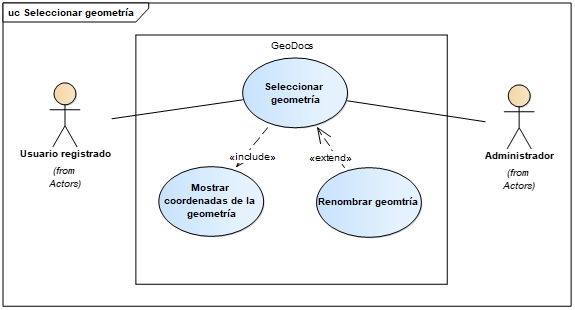 uc Seleccionar geometría
GeoDocs
Seleccionar
geometría
Usuario registrado
(from
Actors)
Administrador
(from
Actors)
«include»
«extend»
Mostrar
coordenadas de la
geometría
Renombrar geomtría